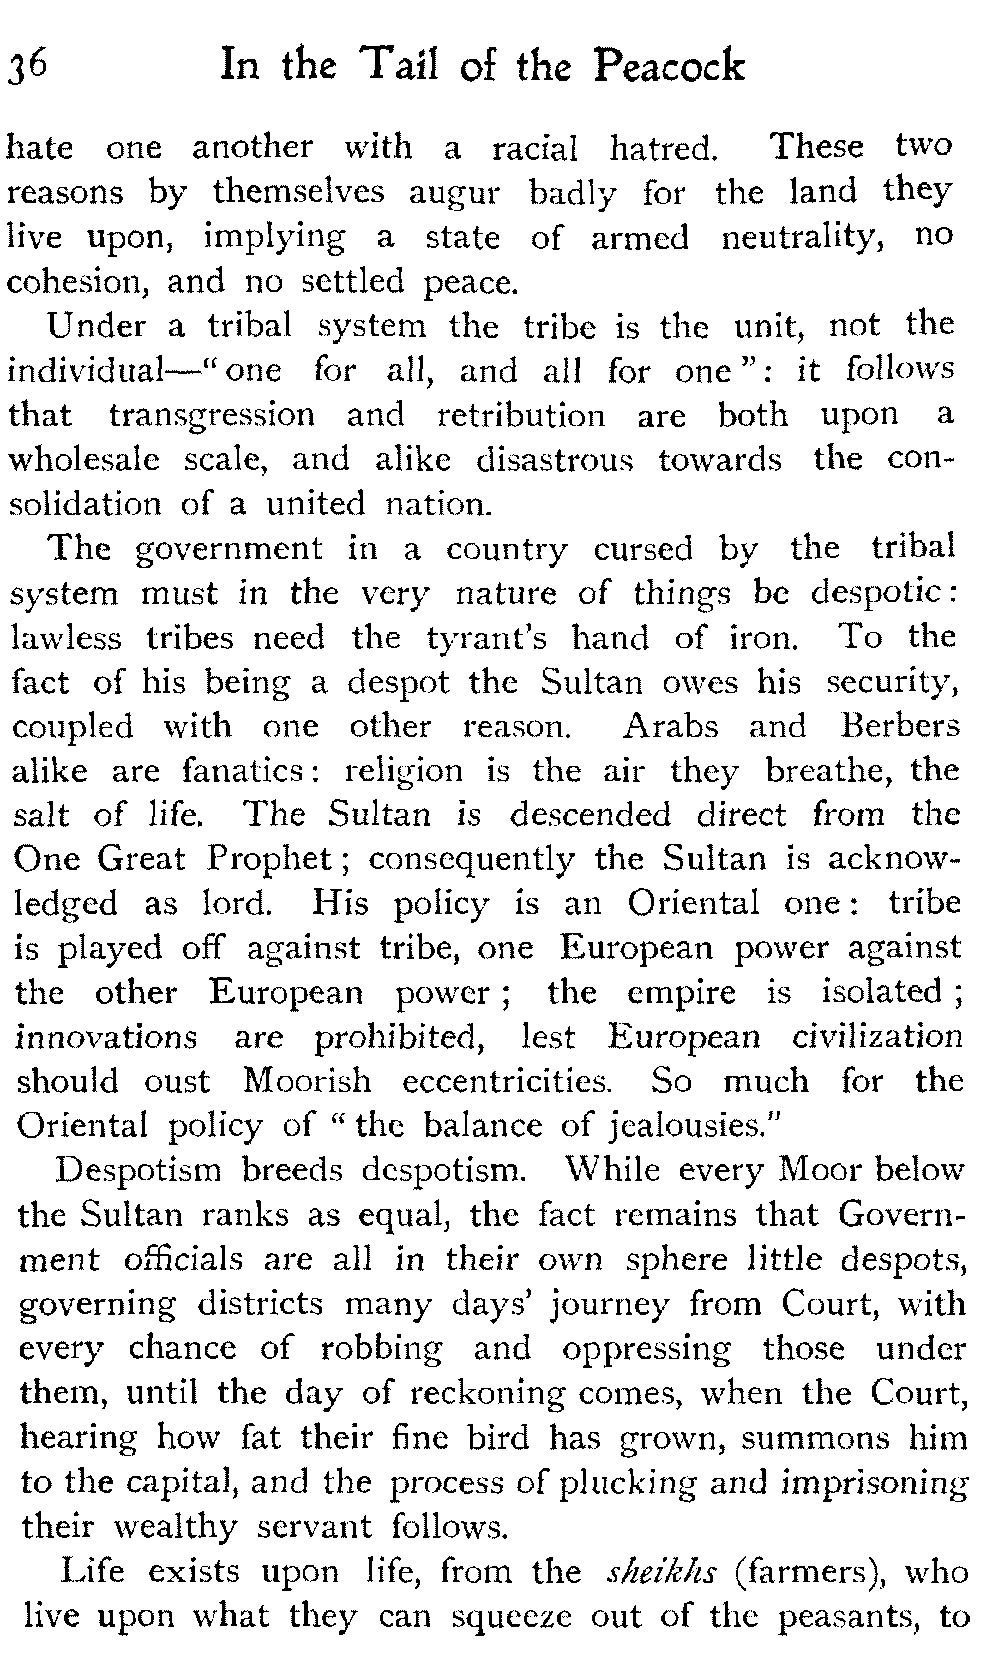 36 In the Tail of the Peacock
hate one another with a racial hatred. These two
reasons by themselves augur badly for the land they
live upon, implying a state of armed neutrality, no
cohesion, and no settled peace.
Under a tribal system the tribe is the unit, not the
individual—“one for all, and all for one”: it follows
that transgression and retribution are both upon a
wholesale scale, and alike disastrous towards the con-
solidation of a united nation.
The government in a country cursed by the tribal
system must in the very nature of things be despotic:
lawless tribes need the tyrant's hand of iron. To the
fact of his being a despot the Sultan owes his security,
coupled with one other reason. Arabs and Berbers
alike are fanatics: religion is the air they breathe, the
salt of life. The Sultan is descended direct from the
One Great Prophet; consequently the Sultan is acknow-
ledged as lord. His policy is an Oriental one: tribe
is played off against tribe, one European power against
the other European power; the empire is isolated;
innovations are prohibited, lest European civilization
should oust Moorish eccentricities. So much for the
Oriental policy of “the balance of jealousies.”
Despotism breeds despotism. While every Moor below
the Sultan ranks as equal, the fact remains that Govern-
ment officials are all in their own sphere little despots,
governing districts many days' journey from Court, with
every chance of robbing and oppressing those under
them, until the day of reckoning comes, when the Court,
hearing how fat their fine bird has grown, summons him
to the capital, and the process of plucking and imprisoning
their wealthy servant follows.
Life exists upon life, from the sheikhs (farmers), who
live upon what they can squeeze out of the peasants, to